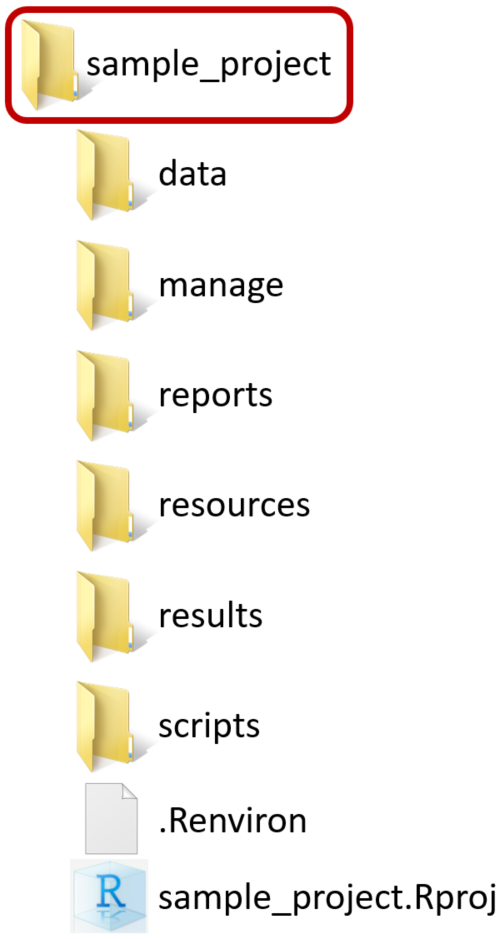 sample_project
data
manage
reports
resources
results
scripts
.Renviron
R
sample_project.Rproj